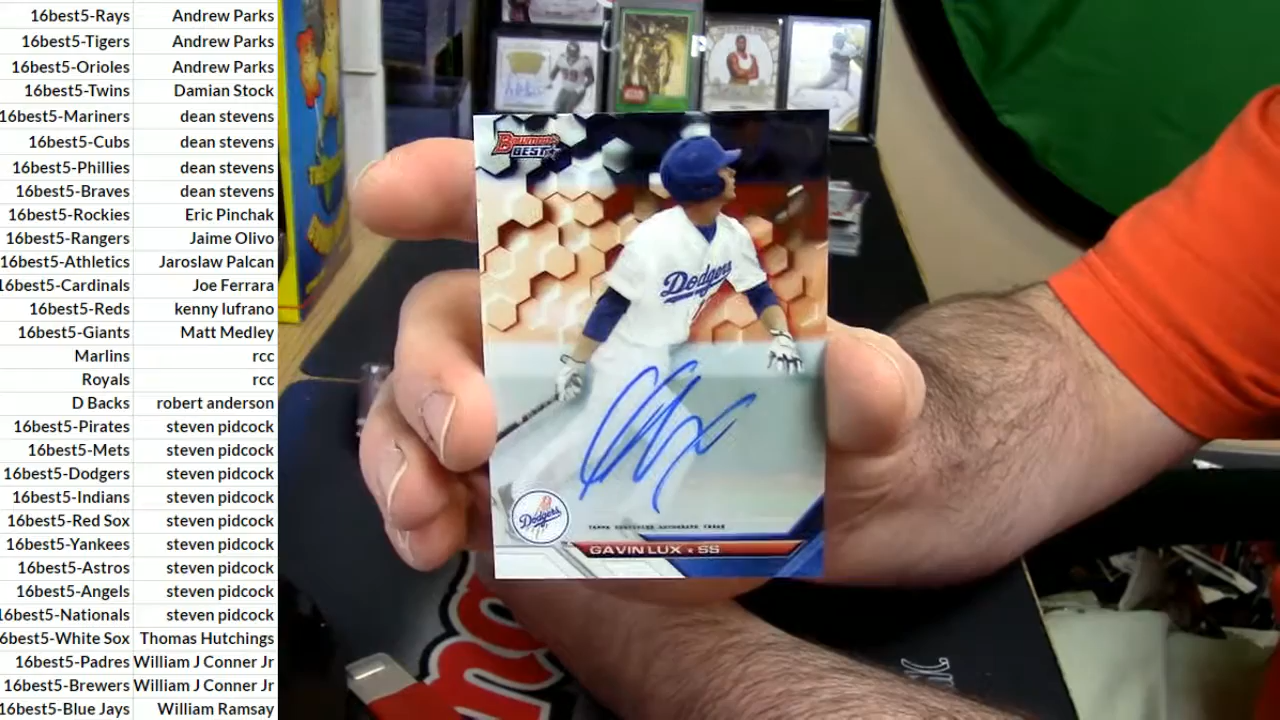 16best5-Rays Andrew Parks
16best5-Tigers Andrew Parks
16best5-Orioles Andrew Parks
16best5-Twins Damian Stock
16best5-Mariners dean stevens
16best5-Cubs dean stevens
16best5-Phillies dean stevens
16best5-Braves dean stevens
16best5-Rockies Eric Pinchak
16best5-Rangers Jaime Olivo
16best5-Athletics Jaroslaw Palcan
16best5-Cardinals Joe Ferrara
16best5-Reds kenny lufrano
16best5-Giants Matt Medley
Marlins rcc
Royals rcc
D Backs robert anderson
16best5-Pirates steven pidcock
16best5-Mets steven pidcock
16best5-Dodgers steven pidcock
16best5-Indians steven pidcock
16best5-Red Sox steven pidcock
16best5-Yankees steven pidcock
16best5-Astros steven pidcock
16best5-Angels steven pidcock
16best5-Nationals steven pidcock
6best5-White Sox Thomas Hutchings
16best5-Padres William J Conner Jr
16best5-Brewers William J Conner Jr
16best5-Blue Jays William Ramsay
BOWMAN'S
BEST
Dodgers
Dodgers
TOPPS CERTIFIED AUTOGRAPH ISSUE
GAVIN LUX • SS